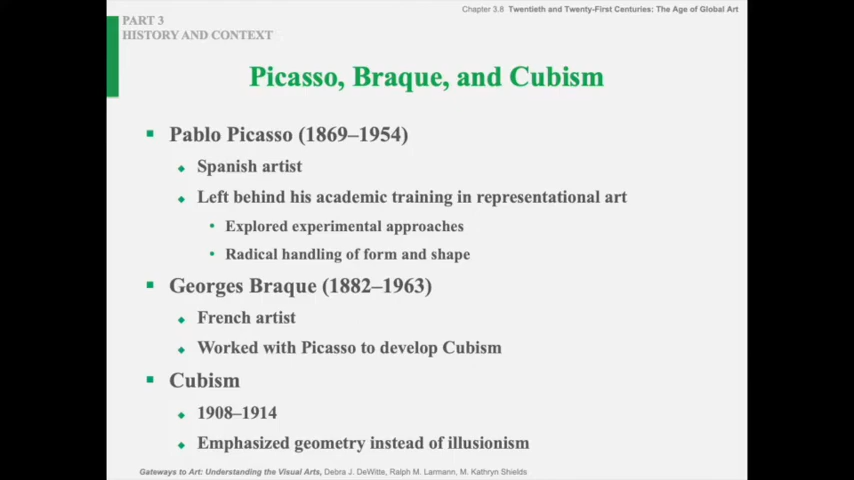 Chapter 3.8 Twentieth and Twenty-First Centuries: The Age of Global Art
PART 3
HISTORY AND CONTEXT
Picasso, Braque, and Cubism
Pablo Picasso (1869–1954)
Spanish artist
Left behind his academic training in representational art
Explored experimental approaches
Radical handling of form and shape
Georges Braque (1882–1963)
French artist
Worked with Picasso to develop Cubism
Cubism
1908–1914
Emphasized geometry instead of illusionism
Gateways to Art: Understanding the Visual Arts, Debra J. DeWitte, Ralph M. Larmann, M. Kathryn Shields